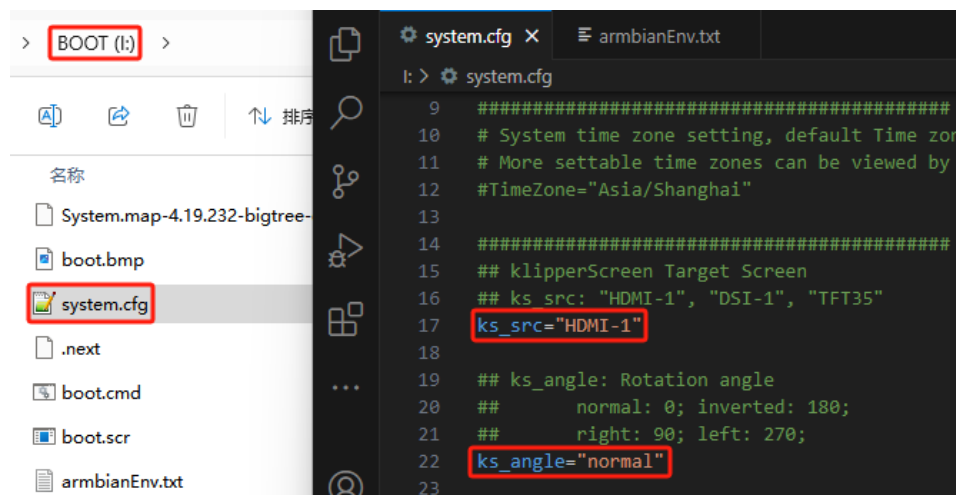 BOOT (I:)
排序
名称
System.map-4.19.232-bigtree-
boot.bmp
system.cfg
.next
boot.cmd
boot.scr
armbianEnv.txt
system.cfg
armbianEnv.txt
I: > system.cfg
9 ###########################################
10 # System time zone setting, default Time zon
11 # More settable time zones can be viewed by
12 #TimeZone="Asia/Shanghai"
13
14 ###########################################
15 ## klipperScreen Target Screen
16 ## ks_src: "HDMI-1", "DSI-1", "TFT35"
17 ks_src="HDMI-1"
18
19 ## ks_angle: Rotation angle
20 ## normal: 0; inverted: 180;
21 ## right: 90; left: 270;
22 ks_angle="normal"
23